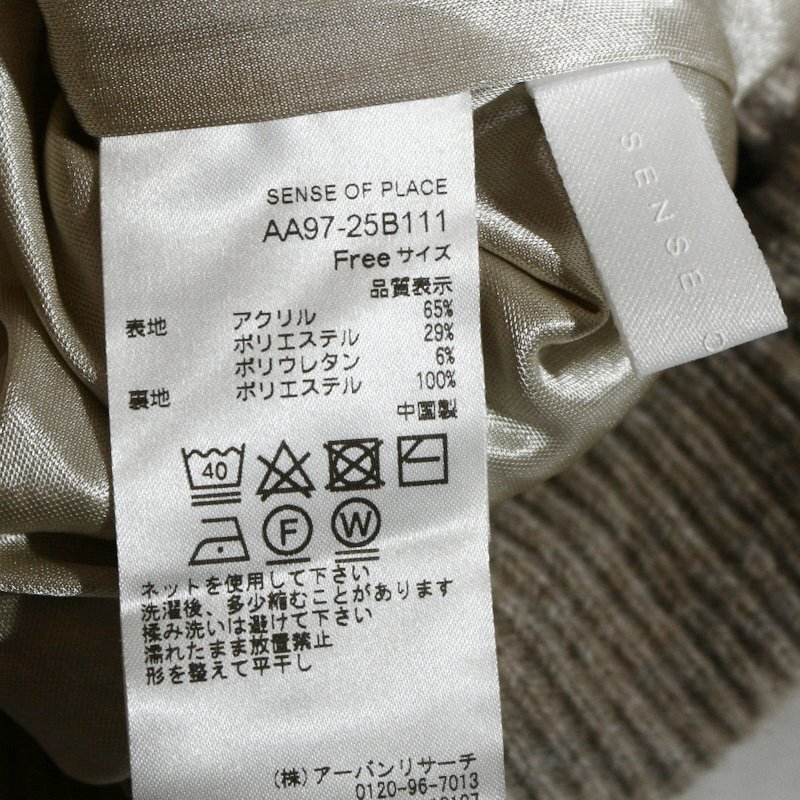 SENSE OF PLACE
AA97-25B111
Free サイズ
品質表示
表地 アクリル 65%
ポリエステル 29%
ポリウレタン 6%
裏地 ポリエステル 100%
中国製
40
F W
ネットを使用して下さい
洗濯後、多少縮むことがあります
揉み洗いは避けて下さい
濡れたまま放置禁止
形を整えて平干し
(株)アーバンリサーチ
0120-96-7013
SENSE